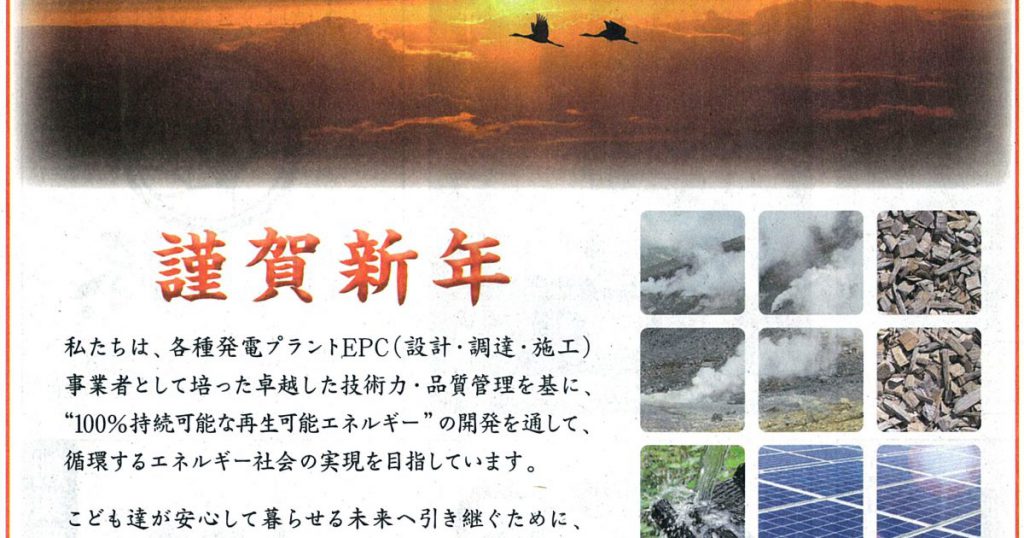 謹賀新年
私たちは、各種発電プラントEPC（設計・調達・施工）
事業者として培った卓越した技術力・品質管理を基に、
“100％持続可能な再生可能エネルギー”の開発を通して、
循環するエネルギー社会の実現を目指しています。
こども達が安心して暮らせる未来へ引き継ぐために、